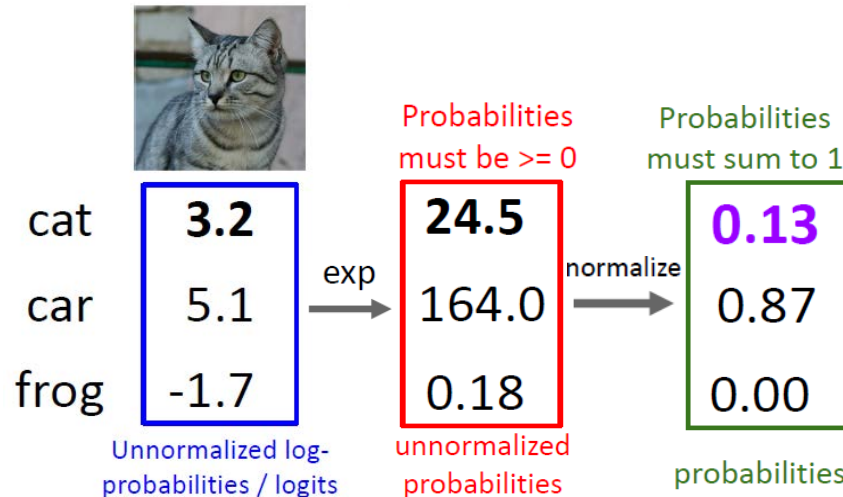 Probabilities
must be >= 0
Probabilities
must sum to 1
cat 3.2 24.5 0.13
exp
normalize
car 5.1 164.0 0.87
frog -1.7 0.18 0.00
Unnormalized log-
probabilities / logits
unnormalized
probabilities
probabilities